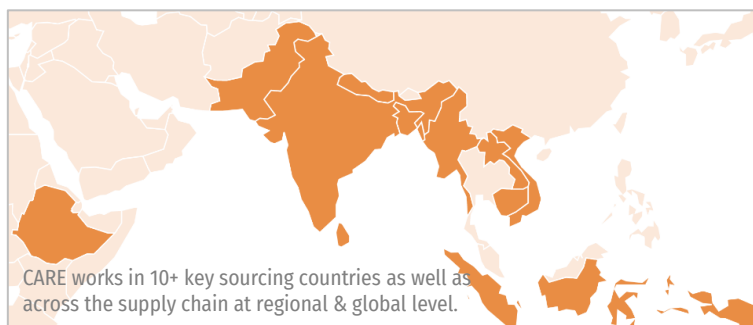 CARE works in 10+ key sourcing countries as well as
across the supply chain at regional & global level.